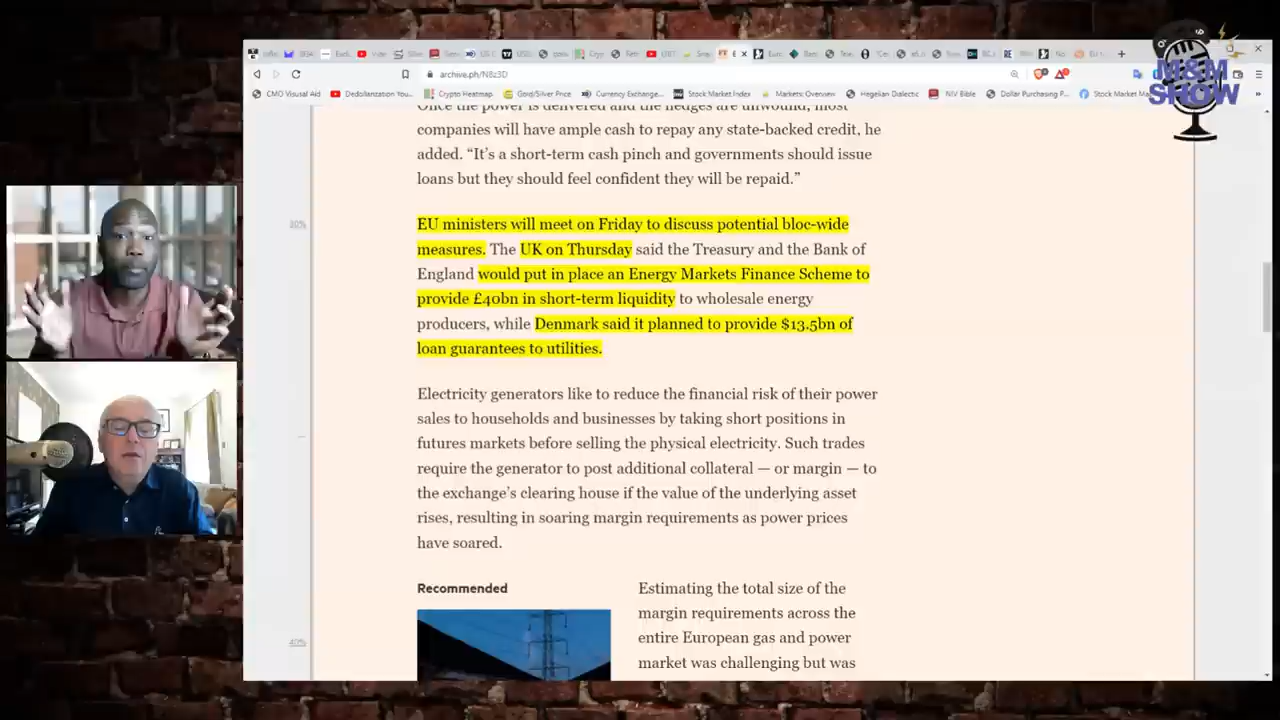 M&M
SHOW
archive.ph/N8z3D
CMO Visusal Aid
Dedollarization You...
Crypto Heatmap
Gold/Silver Price
Currency Exchange...
Stock Market Index
Markets: Overview
Hegelian Dialectic
NIV Bible
Dollar Purchasing P...
Stock Market Ma
Once the power is delivered and the hedges are unwound, most
companies will have ample cash to repay any state-backed credit, he
added. “It’s a short-term cash pinch and governments should issue
loans but they should feel confident they will be repaid.”
30%
EU ministers will meet on Friday to discuss potential bloc-wide
measures. The UK on Thursday said the Treasury and the Bank of
England would put in place an Energy Markets Finance Scheme to
provide £40bn in short-term liquidity to wholesale energy
producers, while Denmark said it planned to provide $13.5bn of
loan guarantees to utilities.
Electricity generators like to reduce the financial risk of their power
sales to households and businesses by taking short positions in
futures markets before selling the physical electricity. Such trades
require the generator to post additional collateral — or margin — to
the exchange’s clearing house if the value of the underlying asset
rises, resulting in soaring margin requirements as power prices
have soared.
Recommended
Estimating the total size of the
margin requirements across the
entire European gas and power
market was challenging but was
40%